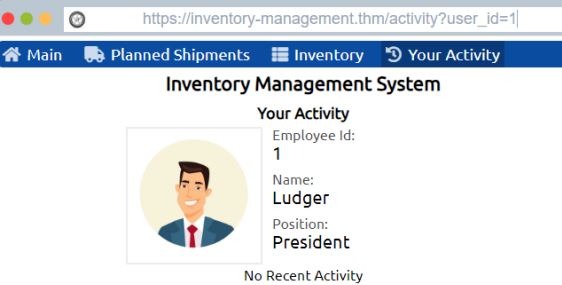 https://inventory-management.thm/activity?user_id=1
Main Planned Shipments Inventory Your Activity
Inventory Management System
Your Activity
Employee Id:
1
Name:
Ludger
Position:
President
No Recent Activity